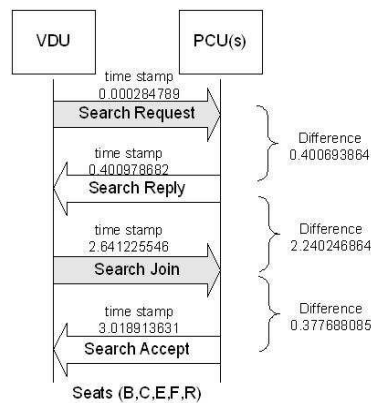 VDU
PCU(s)
time stamp
0.000284789
Search Request
Difference
0.400693864
time stamp
0.400978682
Search Reply
time stamp
2.641225546
Search Join
Difference
2.240246864
time stamp
3.018913631
Search Accept
Difference
0.377688085
Seats (B,C,E,F,R)